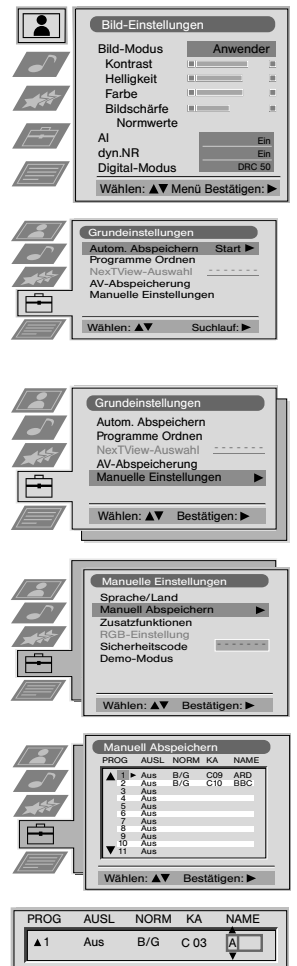 Bild-Einstellungen
Bild-Modus Anwender
Kontrast
Helligkeit
Farbe
Bildschärfe
Normwerte
AI Ein
dyn.NR Ein
Digital-Modus DRC 50
Wählen: ▲▼ Menü Bestätigen: ►
Grundeinstellungen
Autom. Abspeichern Start ►
Programme Ordnen
NexTView-Auswahl - - - - - -
AV-Abspeicherung
Manuelle Einstellungen
Wählen: ▲▼ Suchlauf: ►
Grundeinstellungen
Autom. Abspeichern
Programme Ordnen
NexTView-Auswahl - - - - - -
AV-Abspeicherung
Manuelle Einstellungen ►
Wählen: ▲▼ Bestätigen: ►
Manuelle Einstellungen
Sprache/Land
Manuell Abspeichern ►
Zusatzfunktionen
RGB-Einstellung
Sicherheitscode - - - - - -
Demo-Modus
Wählen: ▲▼ Bestätigen: ►
Manuell Abspeichern
PROG AUSL NORM KA NAME
▲ 1 ► Aus B/G C09 ARD
2 Aus B/G C10 BBC
3 Aus
4 Aus
5 Aus
6 Aus
7 Aus
8 Aus
9 Aus
10 Aus
▼ 11 Aus
Wählen: ▲▼ Bestätigen: ►
PROG AUSL NORM KA NAME
▲1 Aus B/G C 03 A